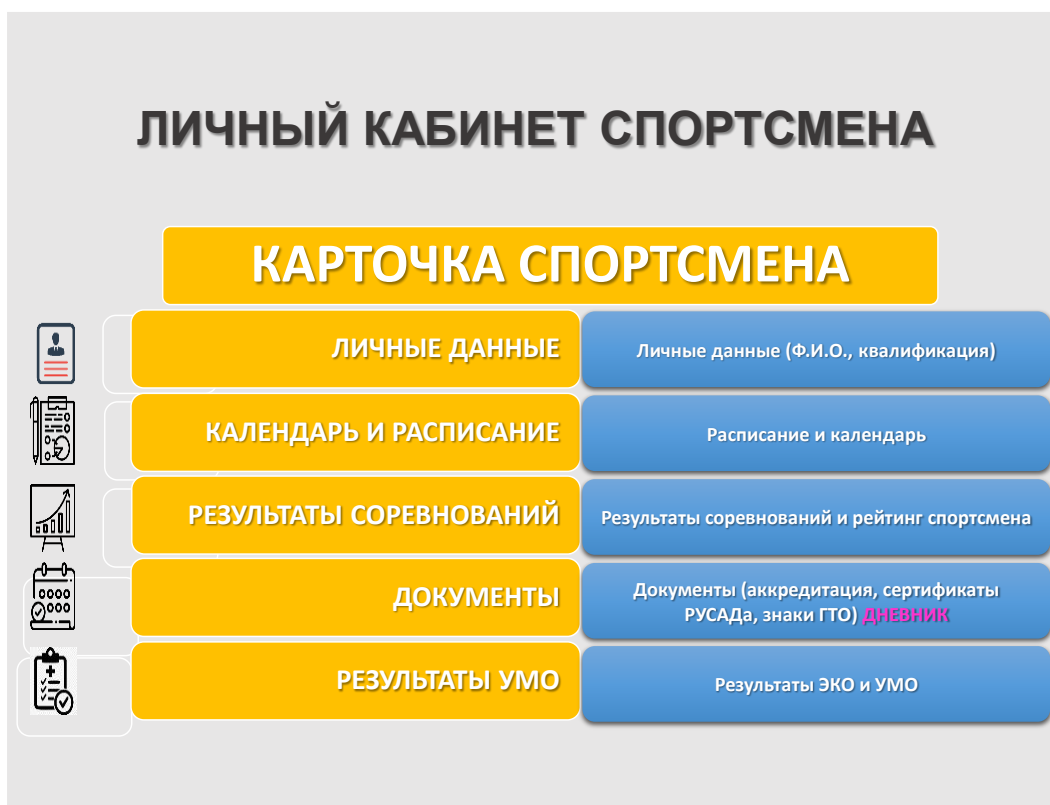 ЛИЧНЫЙ КАБИНЕТ СПОРТСМЕНА
КАРТОЧКА СПОРТСМЕНА
ЛИЧНЫЕ ДАННЫЕ
Личные данные (Ф.И.О., квалификация)
КАЛЕНДАРЬ И РАСПИСАНИЕ
Расписание и календарь
РЕЗУЛЬТАТЫ СОРЕВНОВАНИЙ
Результаты соревнований и рейтинг спортсмена
ДОКУМЕНТЫ
Документы (аккредитация, сертификаты
РУСАДа, знаки ГТО) ДНЕВНИК
РЕЗУЛЬТАТЫ УМО
Результаты ЭКО и УМО